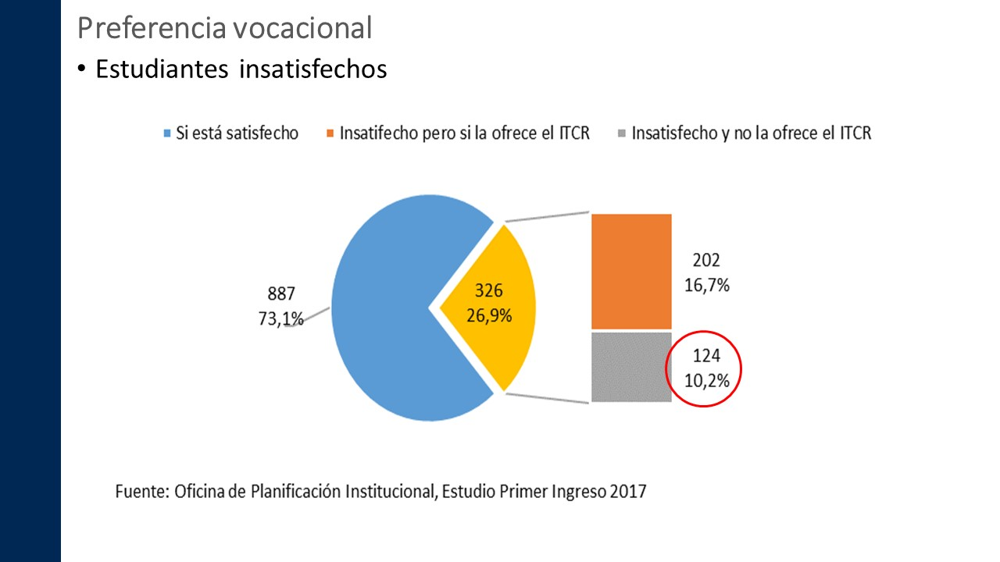 Preferencia vocacional
• Estudiantes insatisfechos
Si está satisfecho
Insatifecho pero si la ofrece el ITCR
Insatisfecho y no la ofrece el ITCR
887
73,1%
326
26,9%
202
16,7%
124
10,2%
Fuente: Oficina de Planificación Institucional, Estudio Primer Ingreso 2017